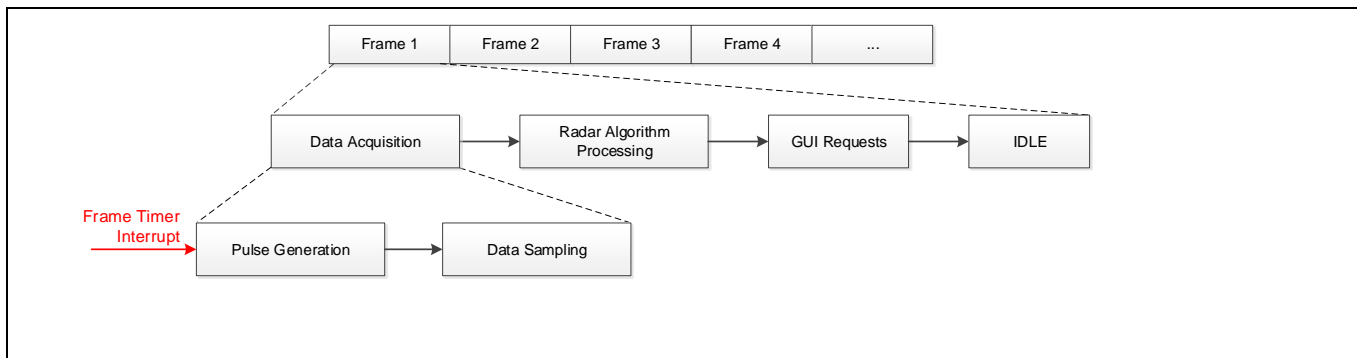 Frame 1
Frame 2
Frame 3
Frame 4
...
Data Acquisition
Radar Algorithm
Processing
GUI Requests
IDLE
Frame Timer
Interrupt
Pulse Generation
Data Sampling